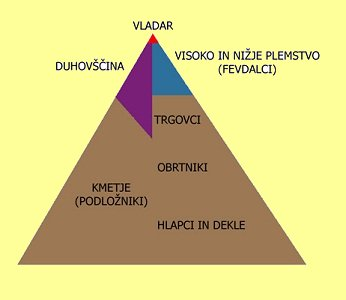 VLADAR
DUHOVŠČINA
VISOKO IN NIŽJE PLEMSTVO
(FEVDALCI)
TRGOVCI
OBRTNIKI
KMETJE
(PODLOŽNIKI)
HLAPCI IN DEKLE